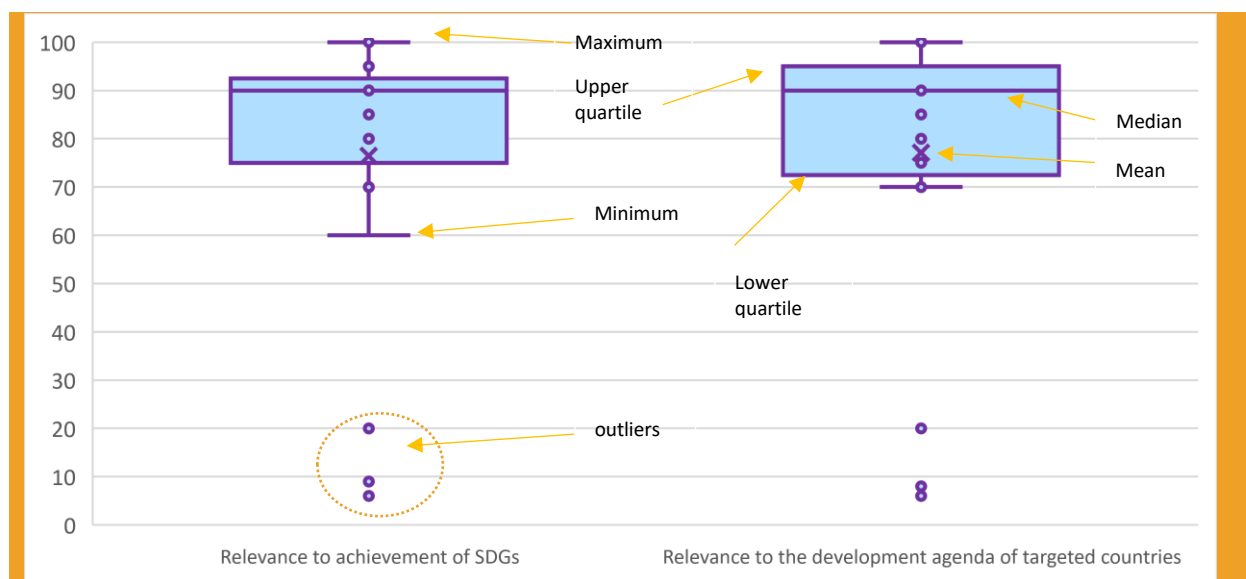 100
90
80
70
60
50
40
30
20
10
0
Maximum
Upper
quartile
Median
Mean
Minimum
Lower
quartile
outliers
Relevance to achievement of SDGs
Relevance to the development agenda of targeted countries